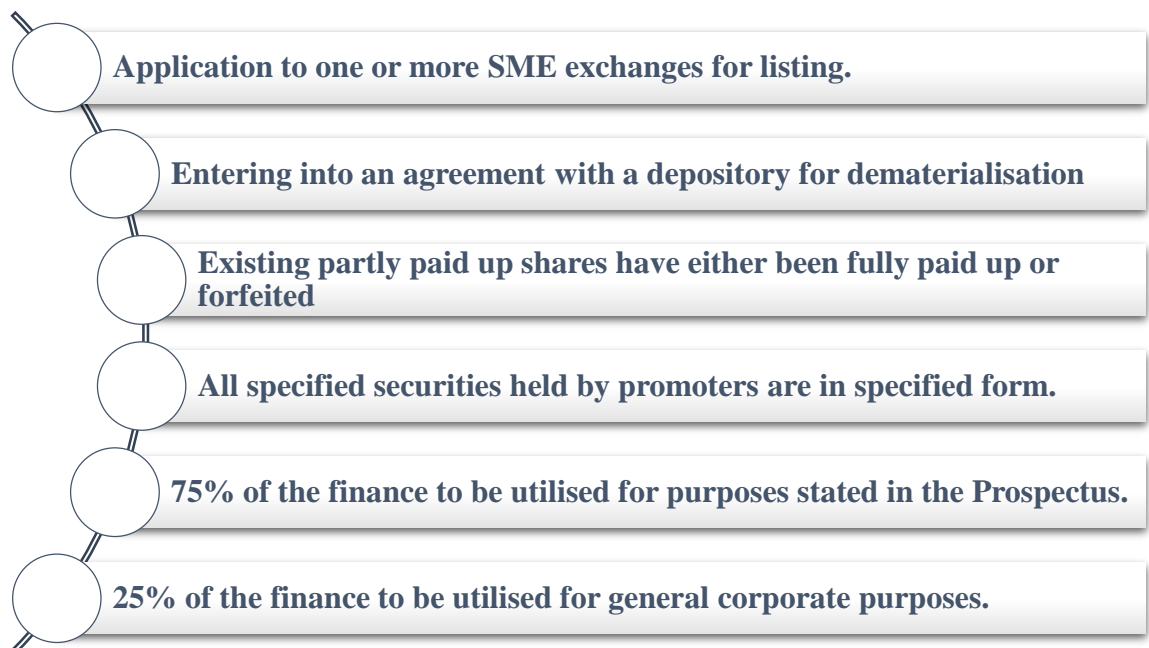 Application to one or more SME exchanges for listing.
Entering into an agreement with a depository for dematerialisation
Existing partly paid up shares have either been fully paid up or
forfeited
All specified securities held by promoters are in specified form.
75% of the finance to be utilised for purposes stated in the Prospectus.
25% of the finance to be utilised for general corporate purposes.